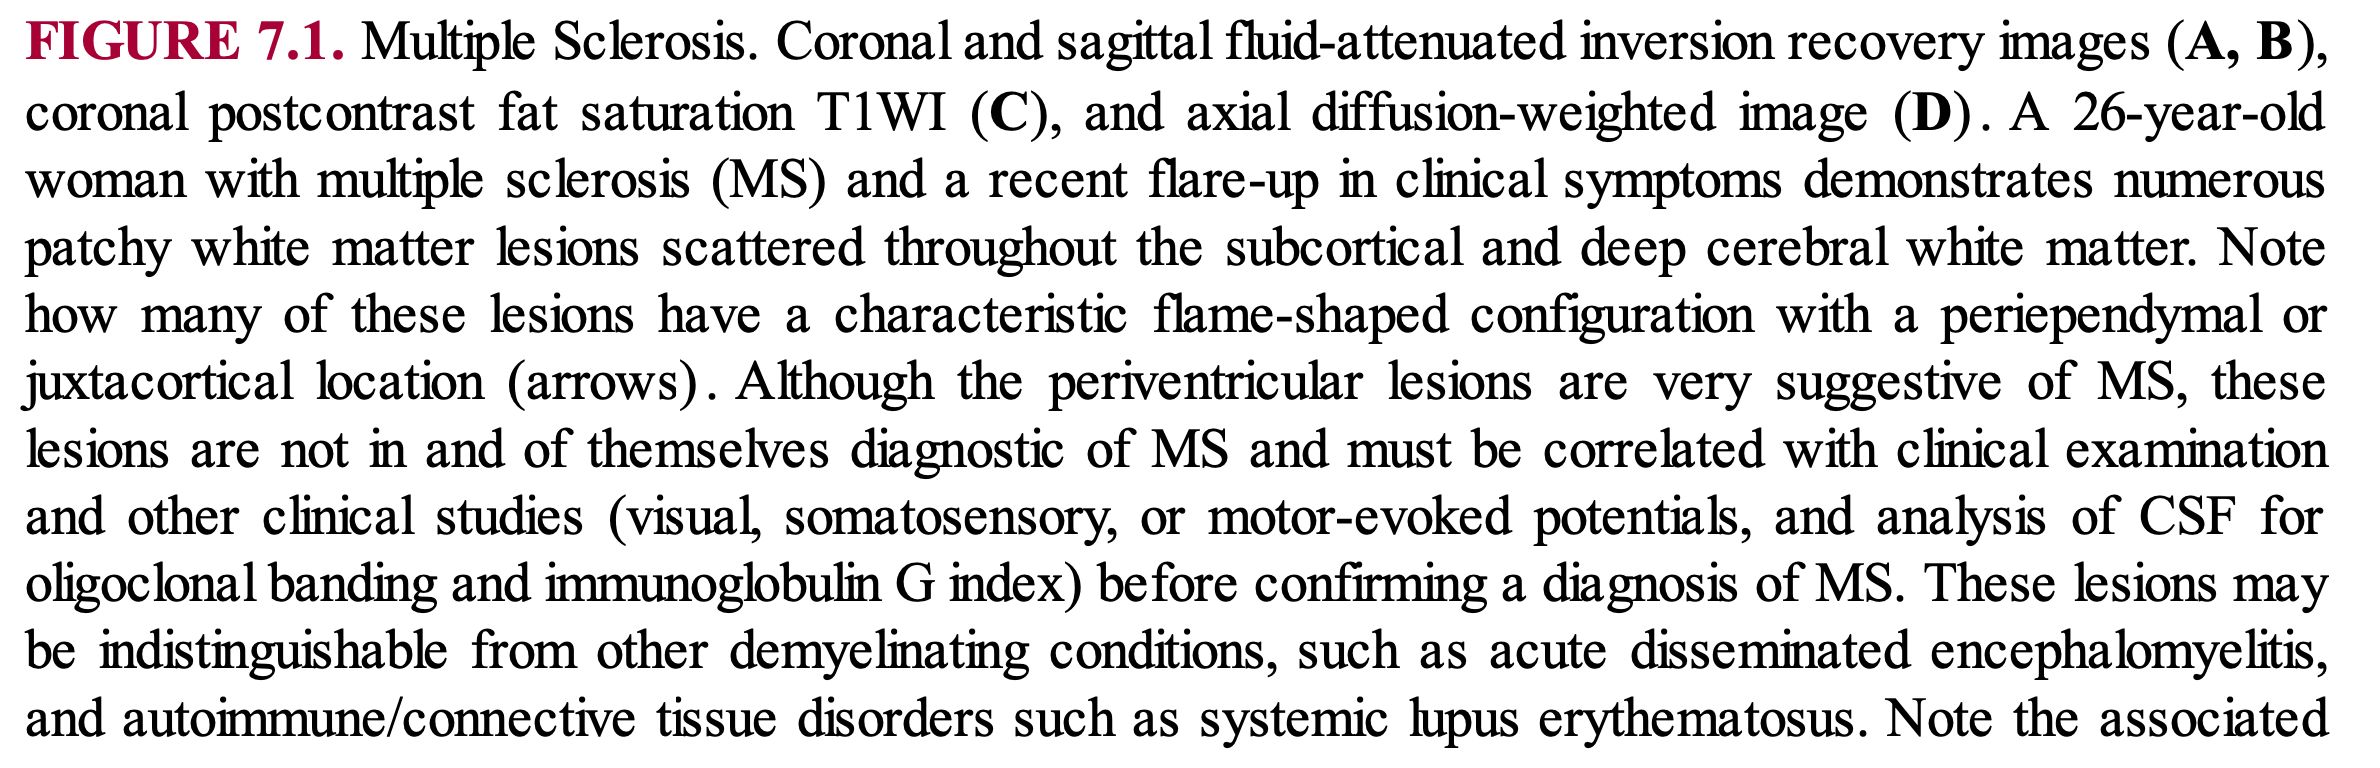 FIGURE 7.1. Multiple Sclerosis. Coronal and sagittal fluid-attenuated inversion recovery images (A, B),
coronal postcontrast fat saturation T1WI (C), and axial diffusion-weighted image (D). A 26-year-old
woman with multiple sclerosis (MS) and a recent flare-up in clinical symptoms demonstrates numerous
patchy white matter lesions scattered throughout the subcortical and deep cerebral white matter. Note
how many of these lesions have a characteristic flame-shaped configuration with a periependymal or
juxtacortical location (arrows). Although the periventricular lesions are very suggestive of MS, these
lesions are not in and of themselves diagnostic of MS and must be correlated with clinical examination
and other clinical studies (visual, somatosensory, or motor-evoked potentials, and analysis of CSF for
oligoclonal banding and immunoglobulin G index) before confirming a diagnosis of MS. These lesions may
be indistinguishable from other demyelinating conditions, such as acute disseminated encephalomyelitis,
and autoimmune/connective tissue disorders such as systemic lupus erythematosus. Note the associated